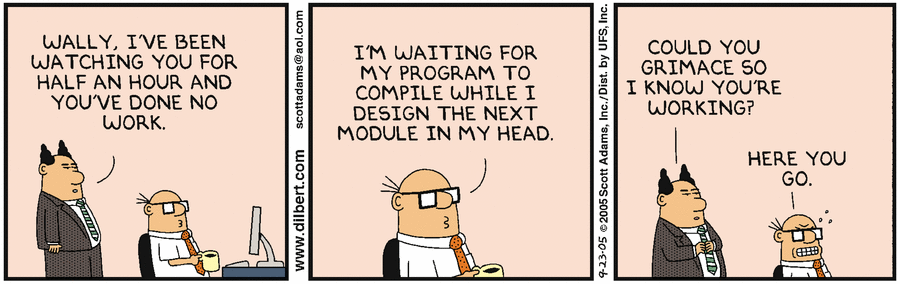 WALLY, I'VE BEEN
WATCHING YOU FOR
HALF AN HOUR AND
YOU'VE DONE NO
WORK.
www.dilbert.com scottadams@aol.com
I'M WAITING FOR
MY PROGRAM TO
COMPILE WHILE I
DESIGN THE NEXT
MODULE IN MY HEAD.
9-23-05 © 2005 Scott Adams, Inc./Dist. by UFS, Inc.
COULD YOU
GRIMACE SO
I KNOW YOU'RE
WORKING?
HERE YOU
GO.